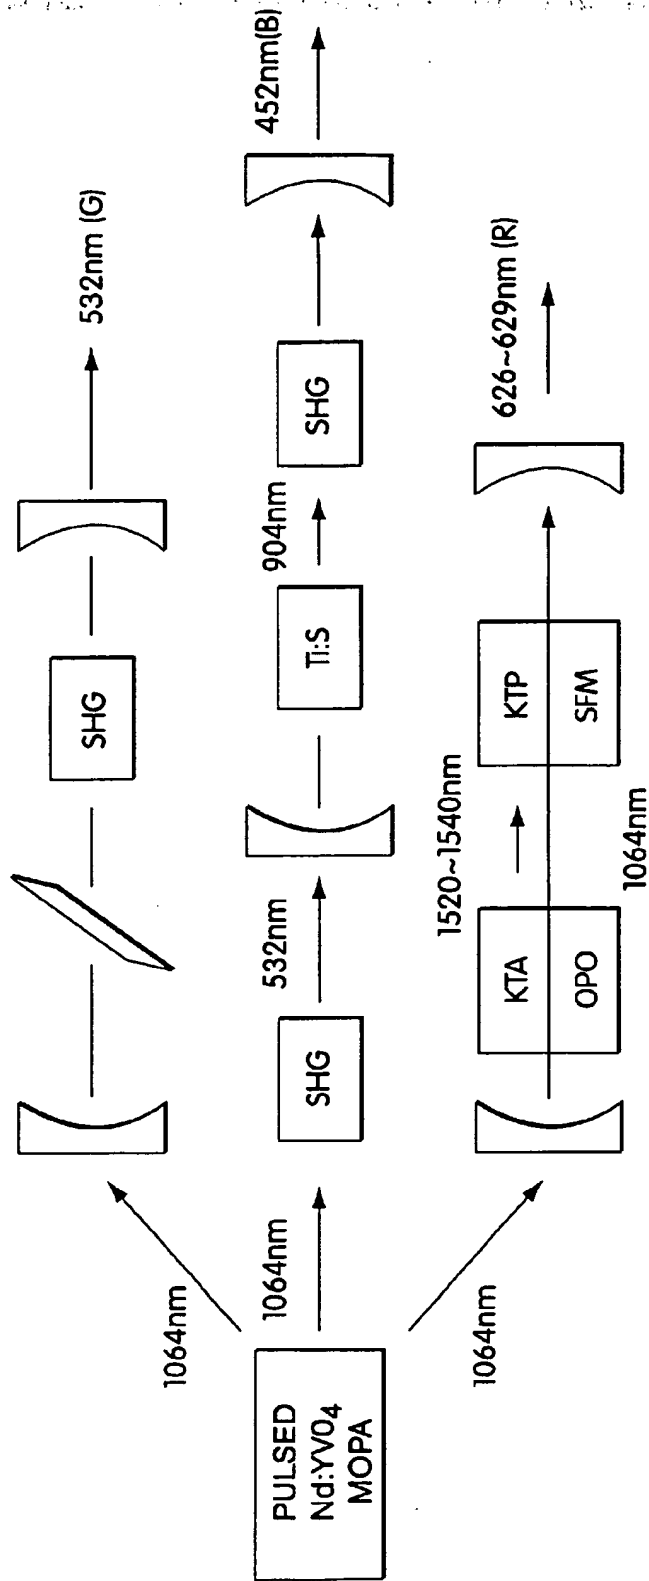 PULSED
Nd:YVO4
MOPA
1064nm
SHG
532nm (G)
1064nm
SHG
532nm
Ti:S
904nm
SHG
452nm(B)
1064nm
KTA
OPO
1520~1540nm
1064nm
KTP
SFM
626~629nm (R)